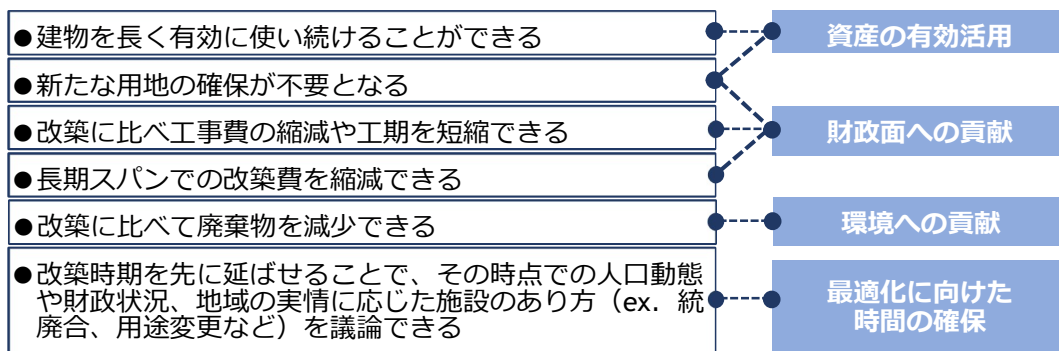 ●建物を長く有効に使い続けることができる
資産の有効活用
●新たな用地の確保が不要となる
●改築に比べ工事費の縮減や工期を短縮できる
財政面への貢献
●長期スパンでの改築費を縮減できる
●改築に比べて廃棄物を減少できる
環境への貢献
●改築時期を先に延ばせることで、その時点での人口動態
や財政状況、地域の実情に応じた施設のあり方（ex. 統
廃合、用途変更など）を議論できる
最適化に向けた
時間の確保